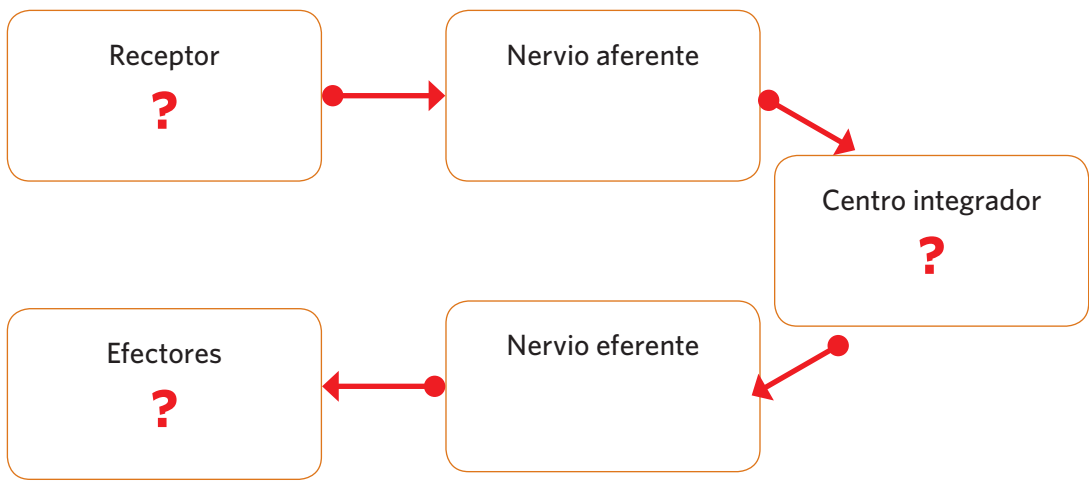 Receptor
?
Nervio aferente
Centro integrador
?
Nervio eferente
Efectores
?